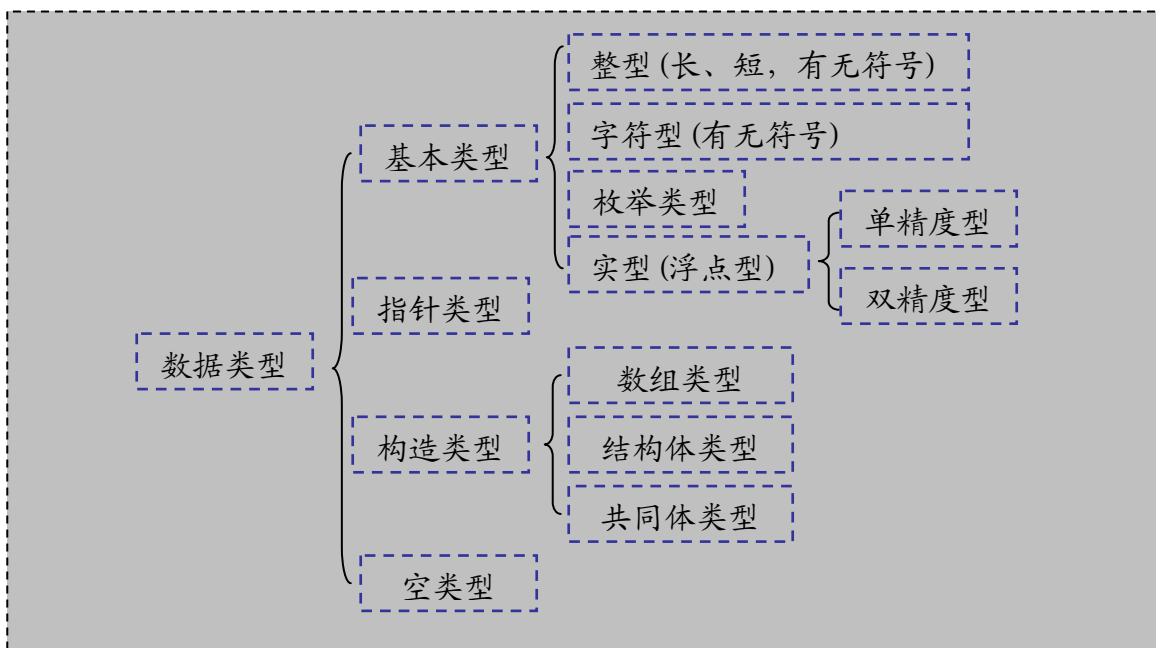 整型(长、短，有无符号)
字符型(有无符号)
基本类型
枚举类型
单精度型
实型(浮点型)
双精度型
指针类型
数据类型
数组类型
构造类型
结构体类型
共同体类型
空类型